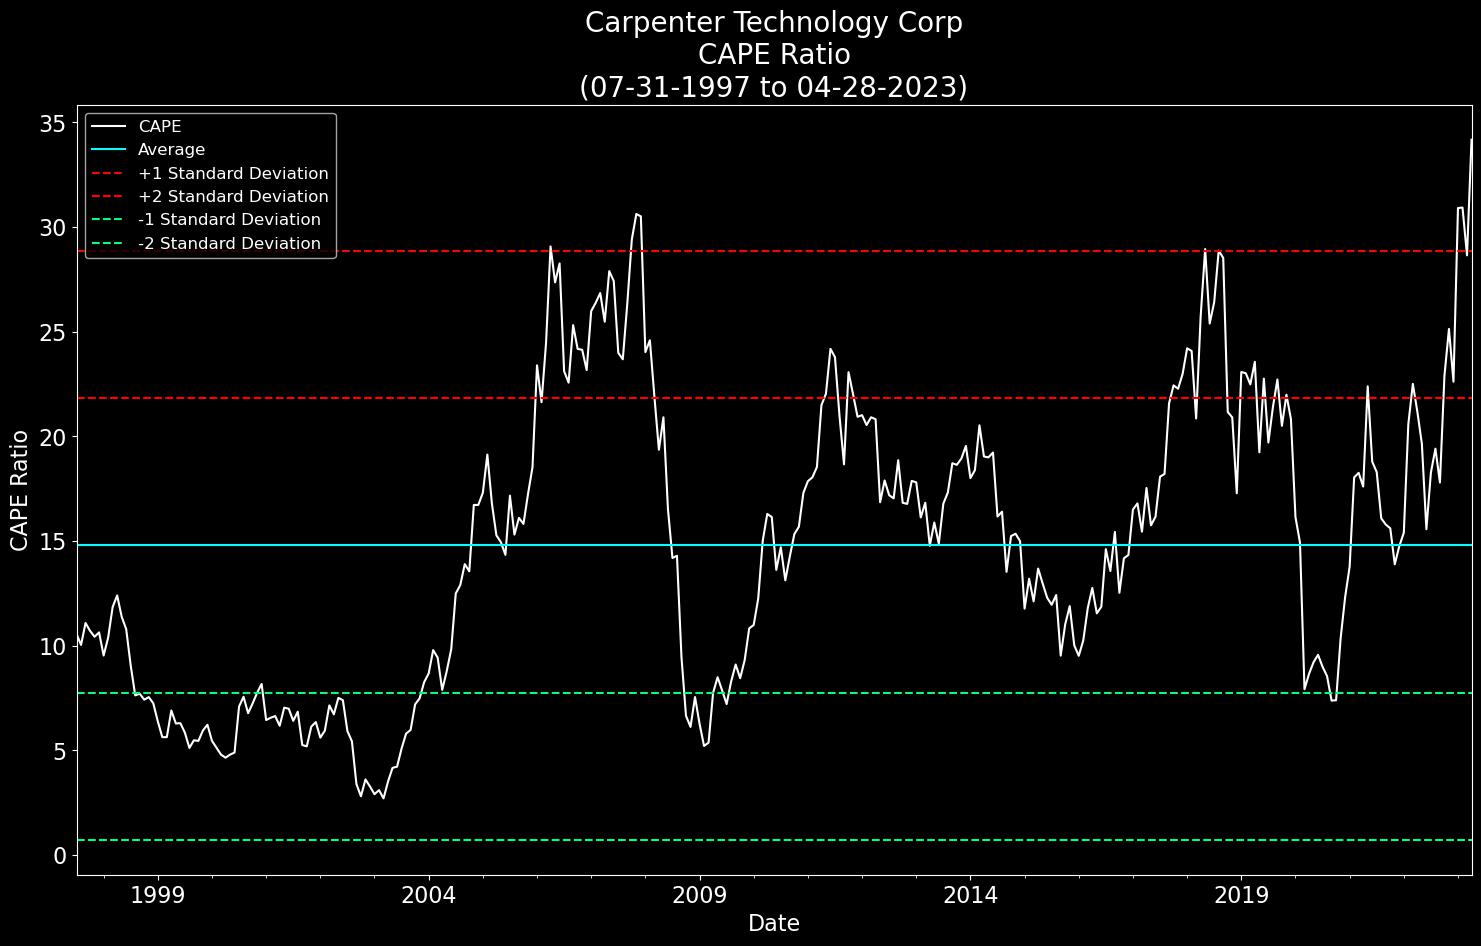 Carpenter Technology Corp
CAPE Ratio
(07-31-1997 to 04-28-2023)
CAPE
Average
+1 Standard Deviation
+2 Standard Deviation
-1 Standard Deviation
-2 Standard Deviation
35
30
25
20
15
10
5
0
CAPE Ratio
1999 2004 2009 2014 2019
Date